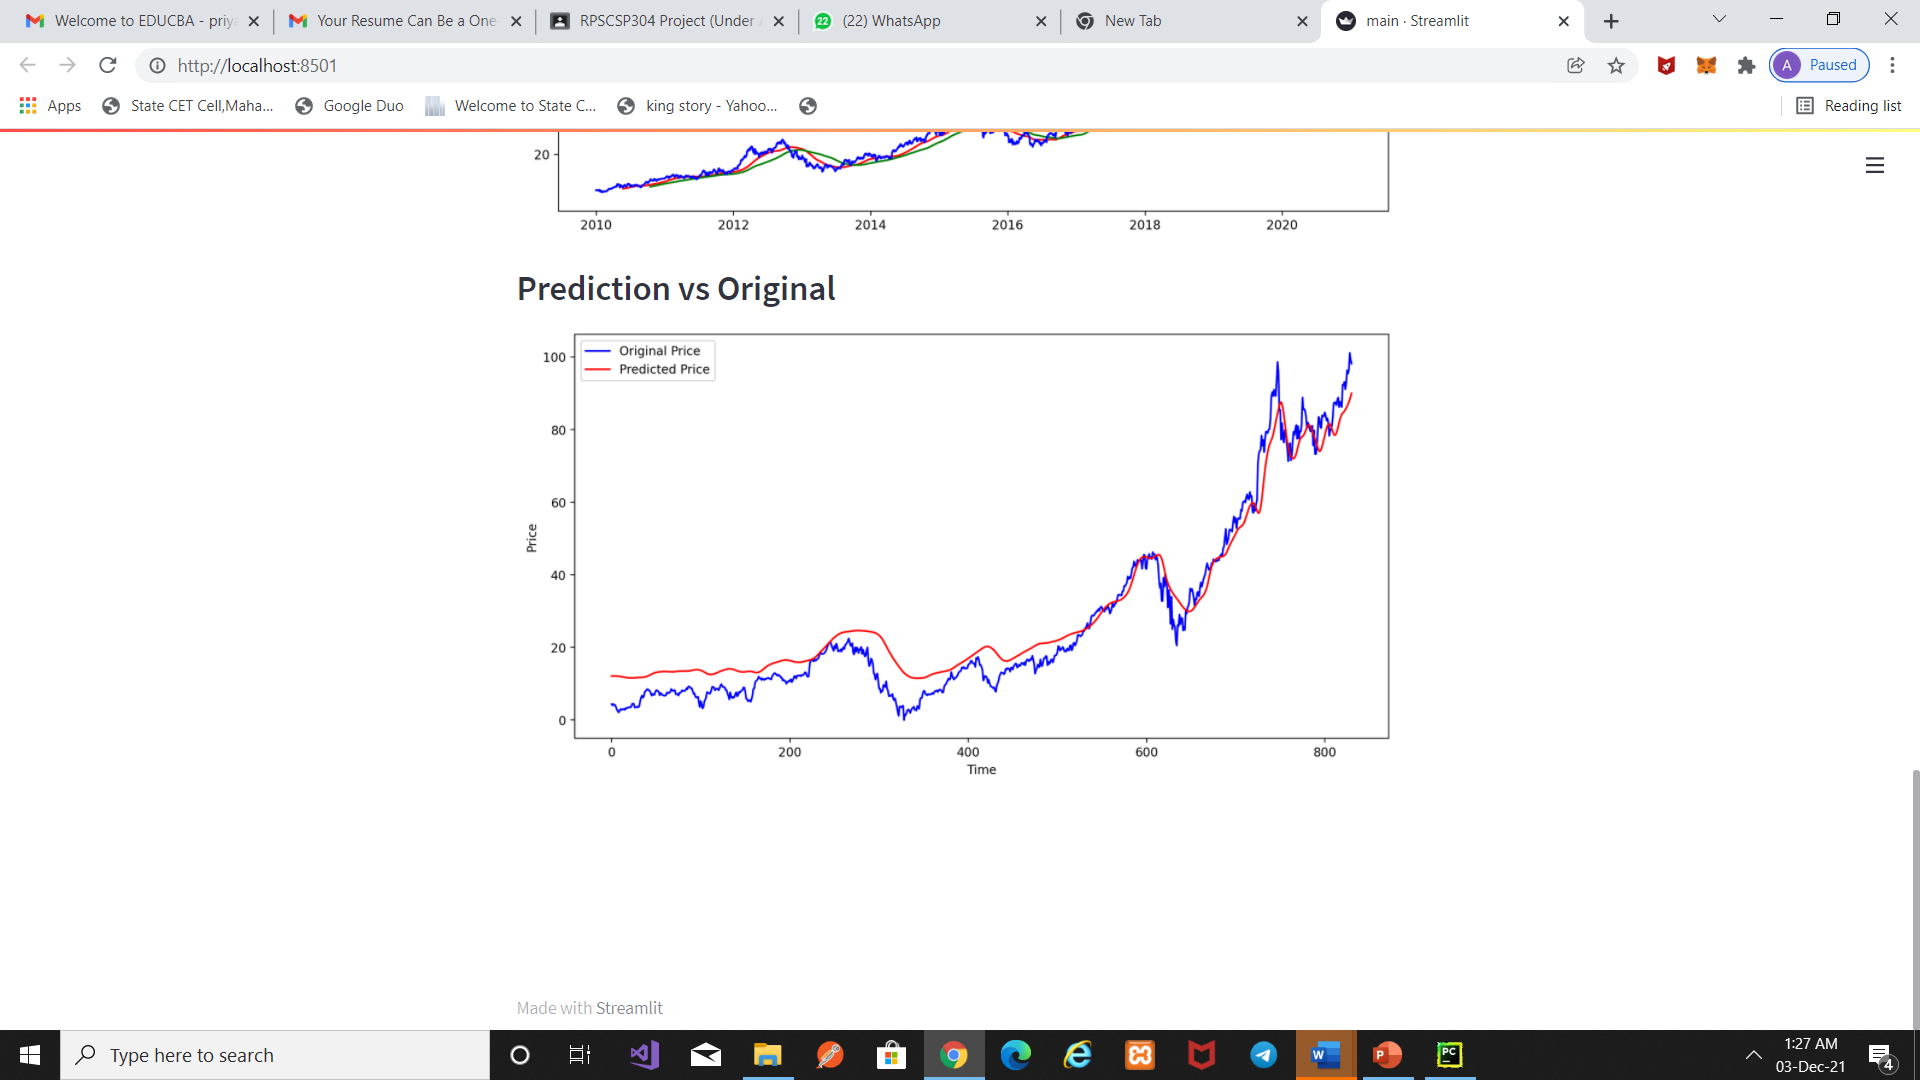 Welcome to EDUCBA - priya
Your Resume Can Be a One
RPSCSP304 Project (Under A
(22) WhatsApp
New Tab
main · Streamlit
http://localhost:8501
A Paused
Apps
State CET Cell,Maha...
Google Duo
Welcome to State C...
king story - Yahoo...
Reading list
20
2010 2012 2014 2016 2018 2020
Prediction vs Original
Original Price
Predicted Price
100
80
60
40
20
0
Price
0 200 400 600 800
Time
Made with Streamlit
Type here to search
1:27 AM
03-Dec-21
4